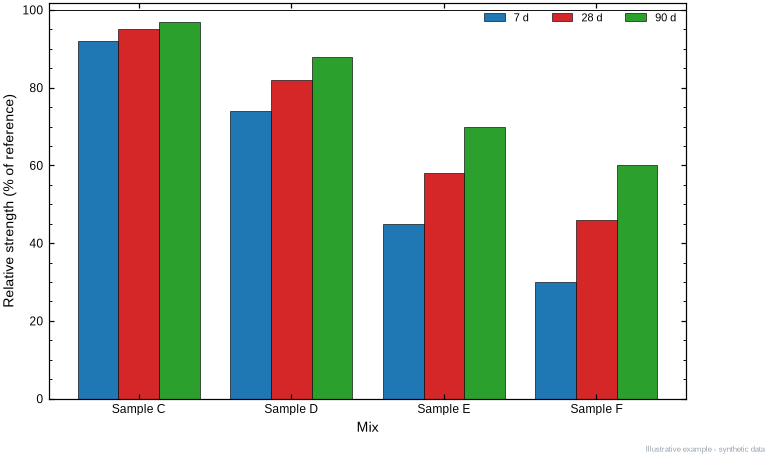 100
80
60
40
20
0
Relative strength (% of reference)
7 d 28 d 90 d
Sample C Sample D Sample E Sample F
Mix
Illustrative example - synthetic data